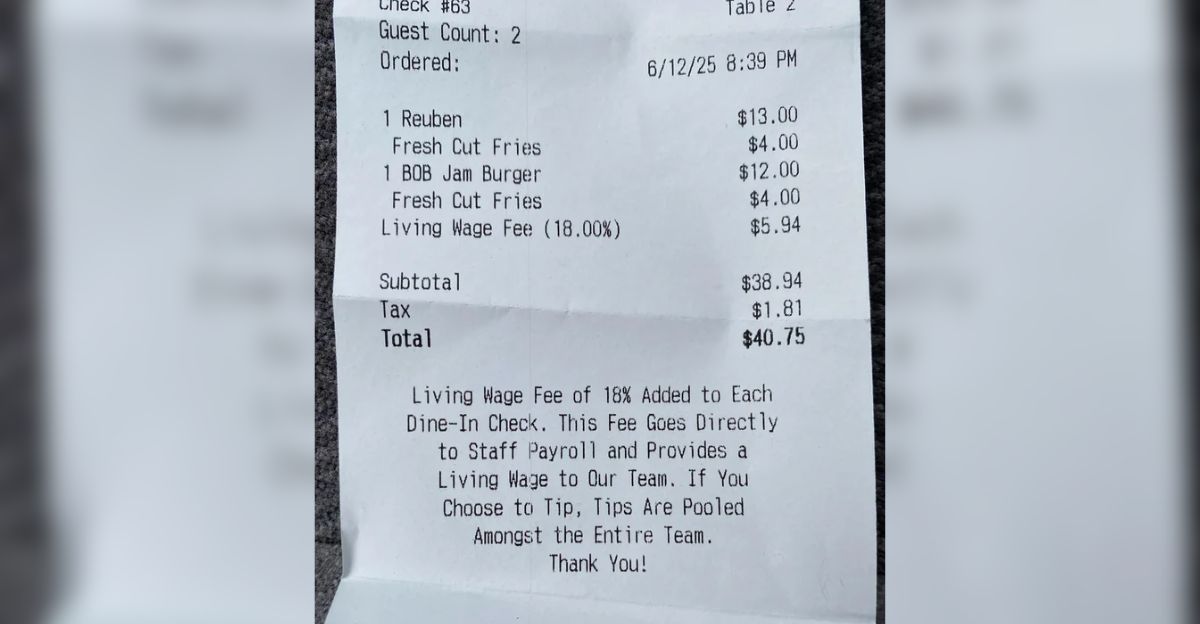 Check #63 Table 2
Guest Count: 2
Ordered: 6/12/25 8:39 PM
1 Reuben $13.00
Fresh Cut Fries $4.00
1 BOB Jam Burger $12.00
Fresh Cut Fries $4.00
Living Wage Fee (18.00%) $5.94
Subtotal $38.94
Tax $1.81
Total $40.75
Living Wage Fee of 18% Added to Each
Dine-In Check. This Fee Goes Directly
to Staff Payroll and Provides a
Living Wage to Our Team. If You
Choose to Tip, Tips Are Pooled
Amongst the Entire Team.
Thank You!